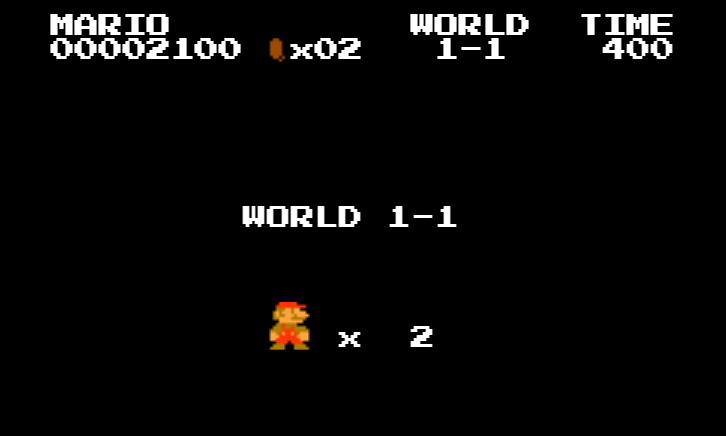 MARIO WORLD TIME
00002100 x02 1-1 400
WORLD 1-1
x 2